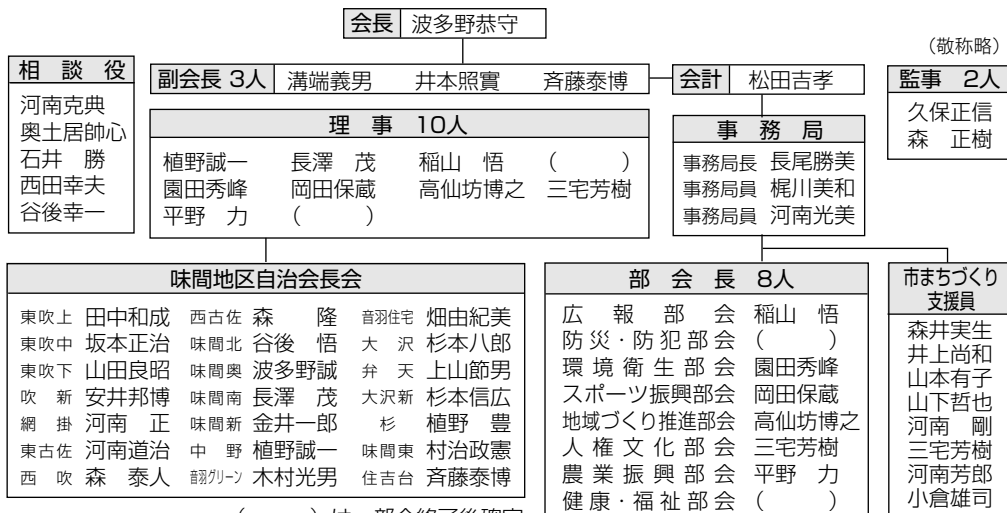 会長 波多野恭守
(敬称略)
相談役
河南克典
奥土居帥心
石井 勝
西田幸夫
谷後幸一
副会長 3人 溝端義男 井本照實 斉藤泰博
会計 松田吉孝
監事 2人
久保正信
森 正樹
理事 10人
植野誠一 長澤 茂 稲山 悟 ( )
園田秀峰 岡田保蔵 高仙坊博之 三宅芳樹
平野 力 ( )
事務局
事務局長 長尾勝美
事務局員 梶川美和
事務局員 河南光美
味間地区自治会長会
東吹上 田中和成 西古佐 森 隆 音羽住宅 畑由紀美
東吹中 坂本正治 味間北 谷後 悟 大沢 杉本八郎
東吹下 山田良昭 味間奥 波多野誠 弁天 上山節男
吹新 安井邦博 味間南 長澤 茂 大沢新 杉本信広
網掛 河南 正 味間新 金井一郎 杉 植野 豊
東古佐 河南道治 中野 植野誠一 味間東 村治政憲
西吹 森 泰人 音羽グリーン 木村光男 住吉台 斉藤泰博
部会長 8人
広報部会 稲山 悟
防災・防犯部会 ( )
環境衛生部会 園田秀峰
スポーツ振興部会 岡田保蔵
地域づくり推進部会 高仙坊博之
人権文化部会 三宅芳樹
農業振興部会 平野 力
健康・福祉部会 ( )
市まちづくり
支援員
森井実生
井上尚和
山本有子
山下哲也
河南 剛
三宅芳樹
河南芳郎
小倉雄司